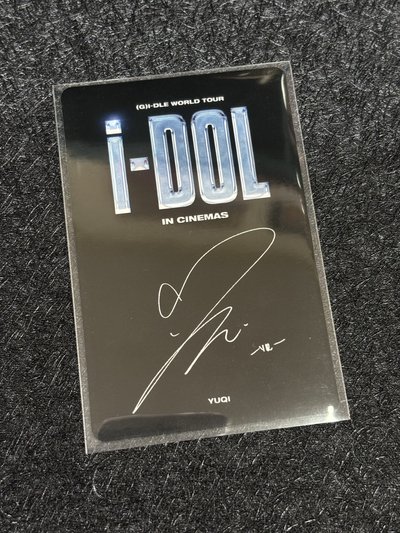 (G)I-DLE WORLD TOUR
i-DOL
IN CINEMAS
YUQI